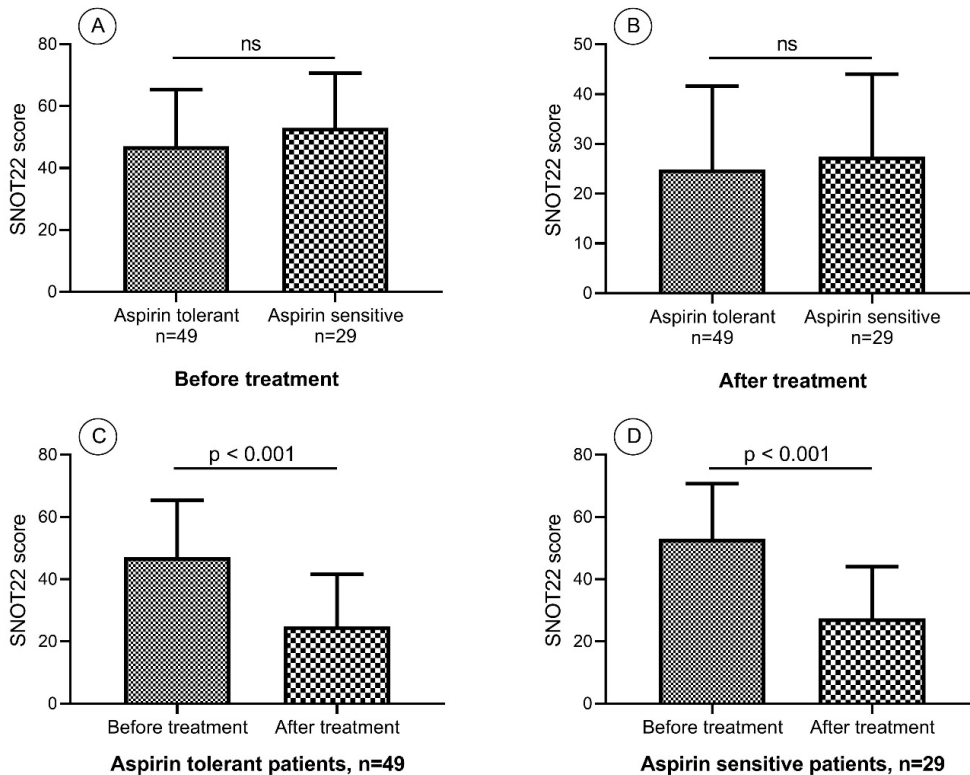 A
80
60
40
20
0
SNOT22 score
ns
Aspirin tolerant
n=49
Aspirin sensitive
n=29
Before treatment
B
50
40
30
20
10
0
SNOT22 score
ns
Aspirin tolerant
n=49
Aspirin sensitive
n=29
After treatment
C
80
60
40
20
0
SNOT22 score
p < 0.001
Before treatment
After treatment
Aspirin tolerant patients, n=49
D
80
60
40
20
0
SNOT22 score
p < 0.001
Before treatment
After treatment
Aspirin sensitive patients, n=29